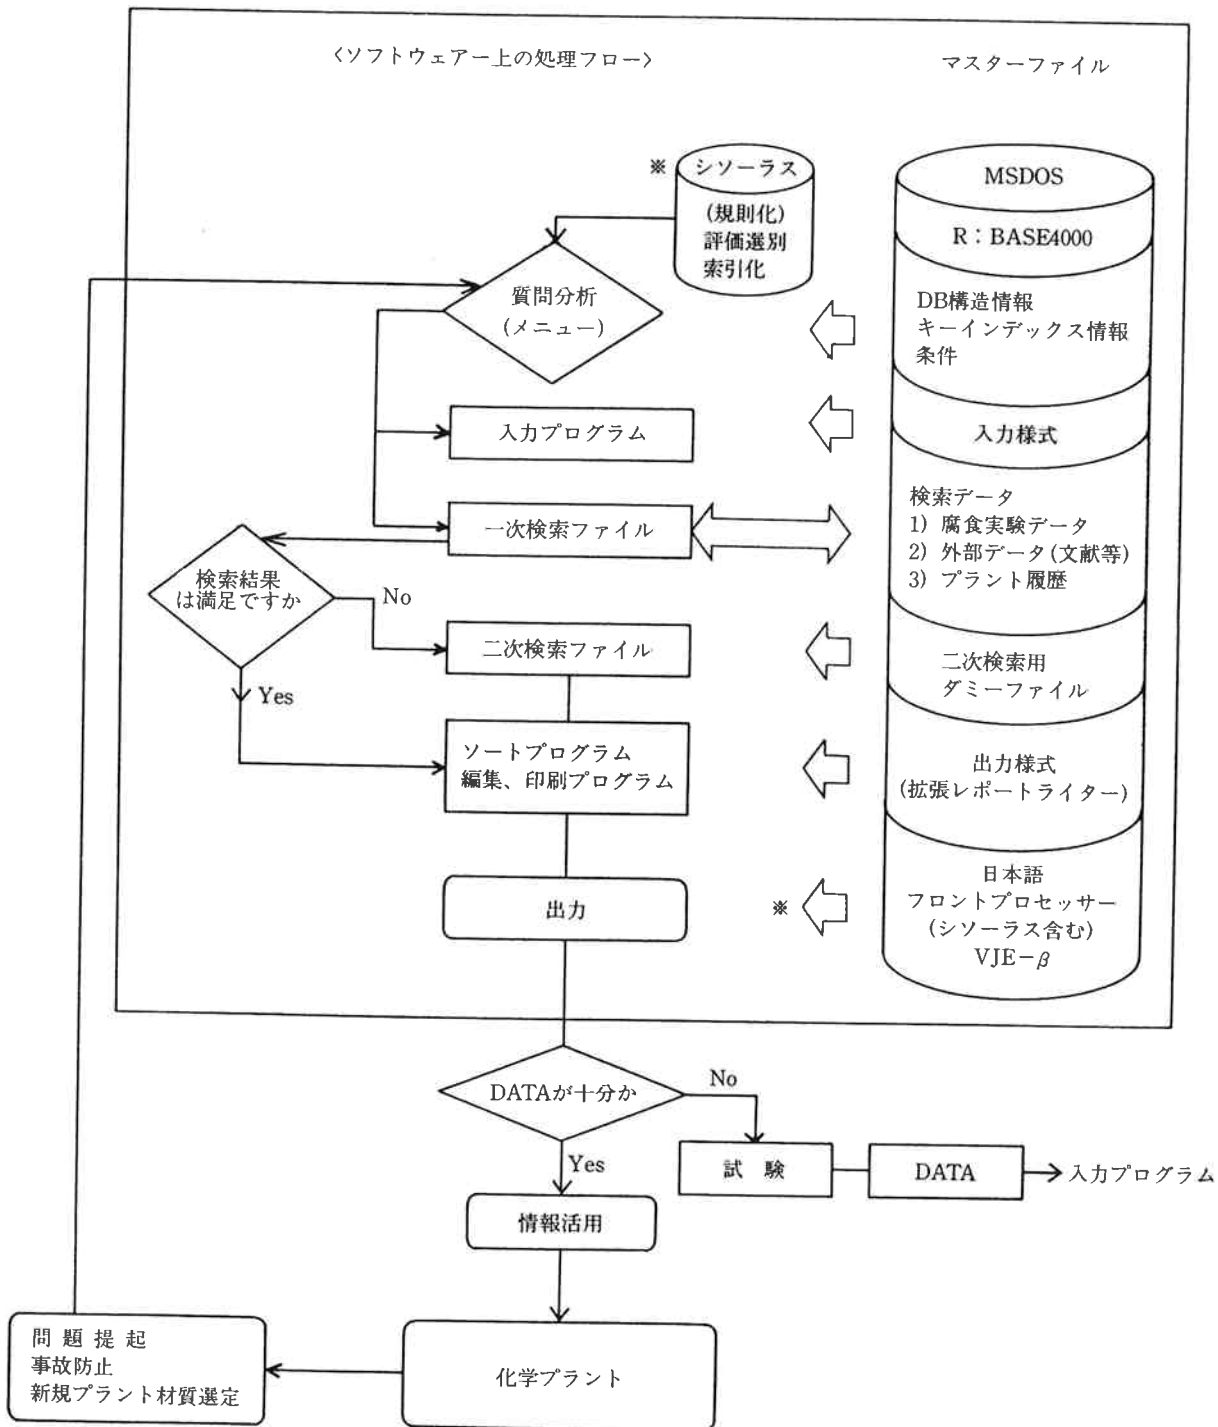 〈ソフトウェアー上の処理フロー〉
マスターファイル
※
シソーラス
(規則化)
評価選別
索引化
質問分析
(メニュー)
入力プログラム
一次検索ファイル
検索結果
は満足ですか
No
Yes
二次検索ファイル
ソートプログラム
編集、印刷プログラム
出力
MSDOS
R：BASE4000
DB構造情報
キーインデックス情報
条件
入力様式
検索データ
1) 腐食実験データ
2) 外部データ(文献等)
3) プラント履歴
二次検索用
ダミーファイル
出力様式
(拡張レポートライター)
日本語
フロントプロセッサー
(シソーラス含む)
VJE－β
※
DATAが十分か
No
Yes
試 験
DATA
入力プログラム
情報活用
化学プラント
問 題 提 起
事故防止
新規プラント材質選定